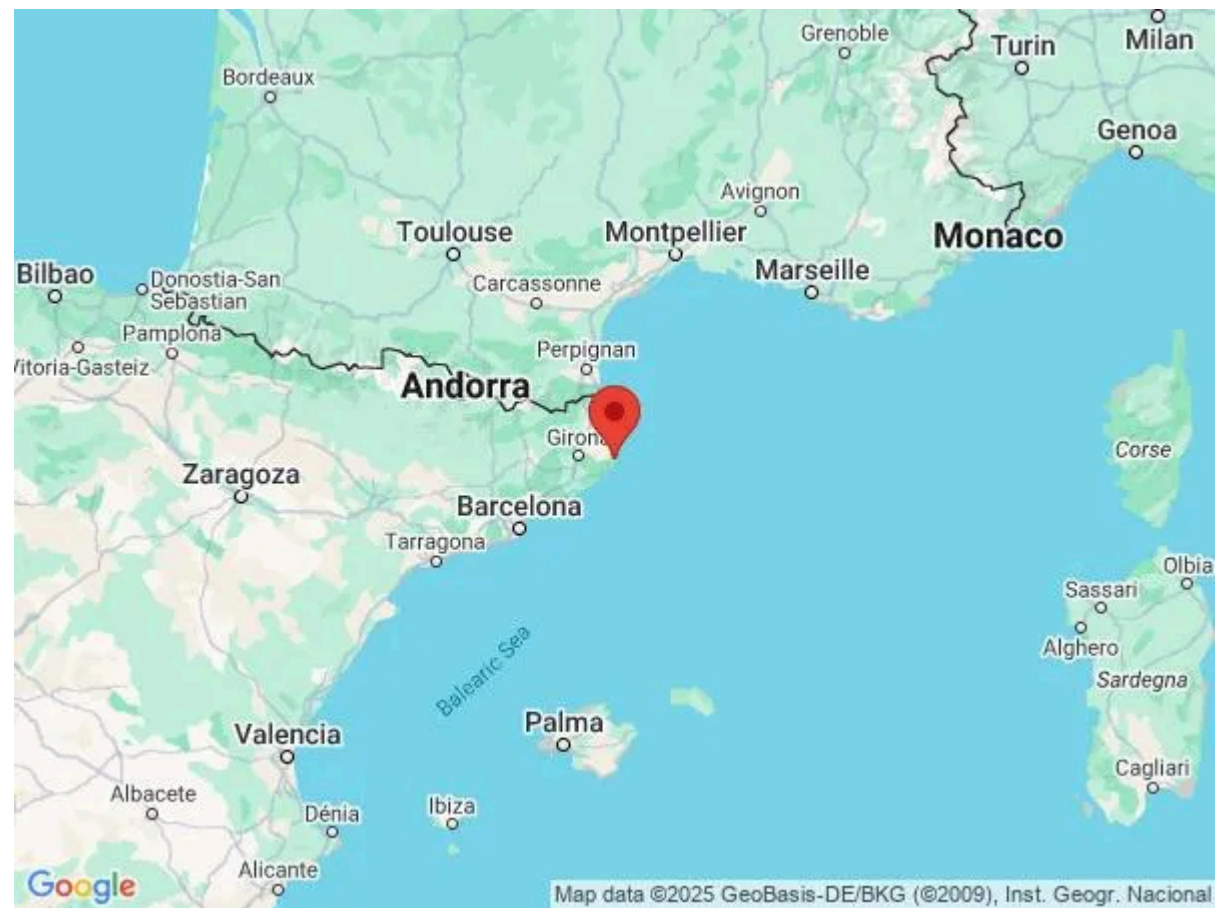 Grenoble
Turin
Milan
Bordeaux
Genoa
Avignon
Toulouse
Montpellier
Monaco
Bilbao
Donostia-San
Sebastian
Carcassonne
Marseille
Pamplona
Vitoria-Gasteiz
Perpignan
Andorra
Girona
Corse
Zaragoza
Barcelona
Tarragona
Olbia
Sassari
Alghero
Balearic Sea
Sardegna
Palma
Valencia
Cagliari
Albacete
Ibiza
Dénia
Alicante
Google
Map data ©2025 GeoBasis-DE/BKG (©2009), Inst. Geogr. Nacional